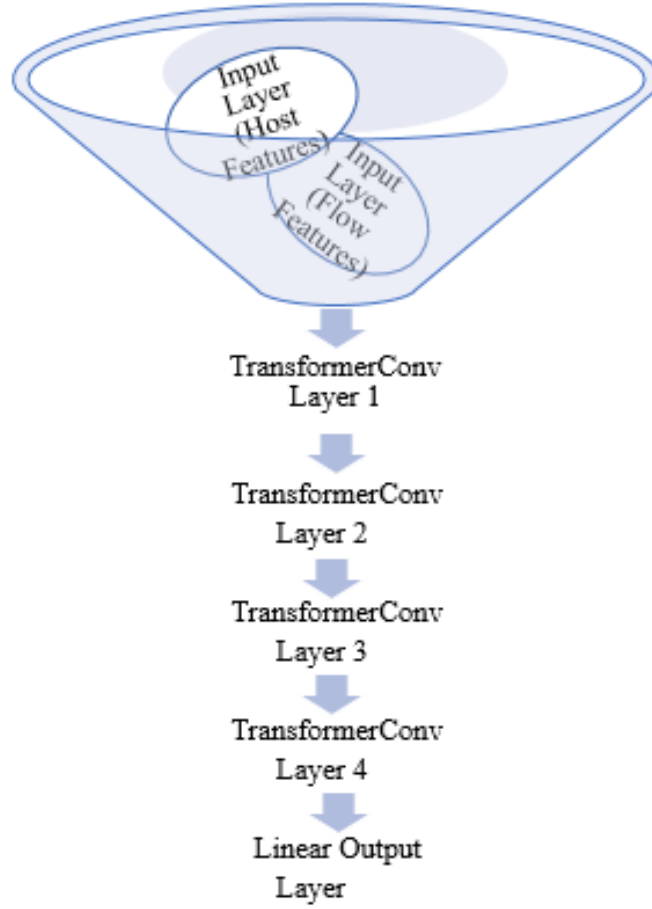 Input
Layer
(Host
Features)
Input
Layer
(Flow
Features)
TransformerConv
Layer 1
TransformerConv
Layer 2
TransformerConv
Layer 3
TransformerConv
Layer 4
Linear Output
Layer